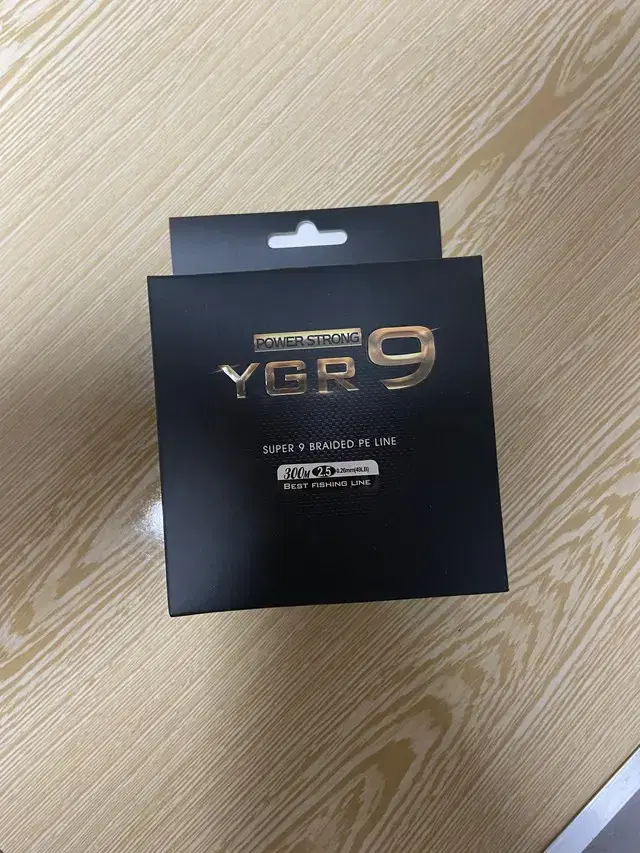 POWER STRONG
YGR9
SUPER 9 BRAIDED PE LINE
300M 2.5 0.26mm(40LB)
BEST FISHING LINE